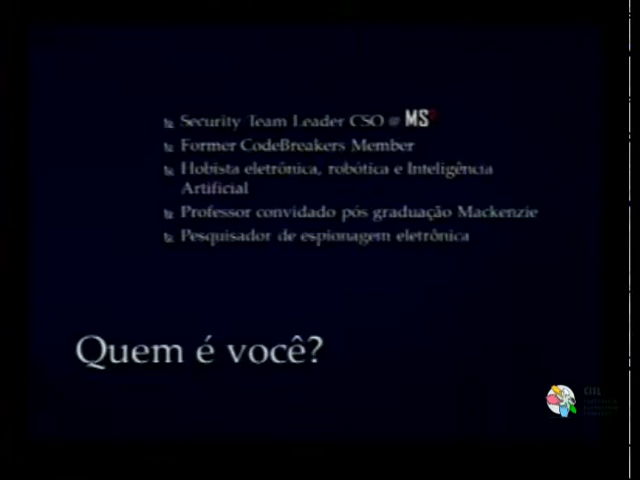 Security Team Leader CSO @ MS
Former CodeBreakers Member
Hobista eletrônica, robótica e Inteligência
Artificial
Professor convidado pós graduação Mackenzie
Pesquisador de espionagem eletrônica
Quem é você?
CISL